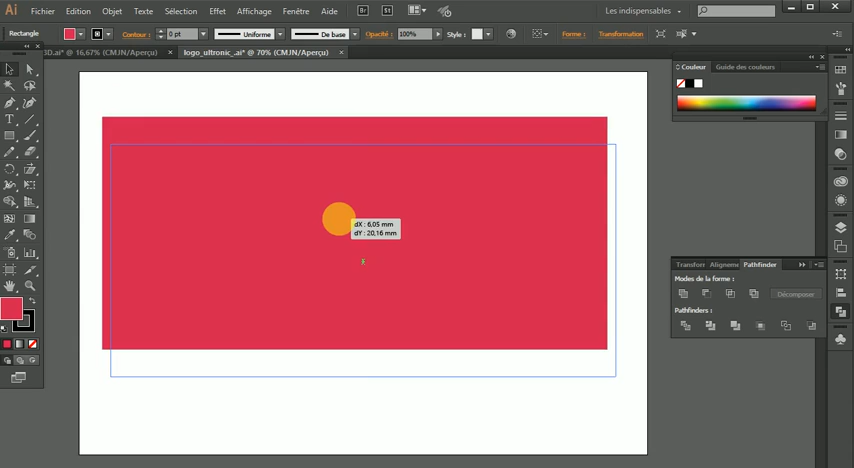 Ai Fichier Edition Objet Texte Sélection Effet Affichage Fenêtre Aide Br St Les indispensables
Rectangle Contour : 0 pt Uniforme De base Opacité : 100% Style : Forme : Transformation
3D.ai* @ 16,67% (CMJN/Aperçu) × logo_ultronic_.ai* @ 70% (CMJN/Aperçu) ×
Couleur Guide des couleurs
dX : 6,05 mm
dY : 20,16 mm
Transforr Aligneme Pathfinder
Modes de la forme :
Décomposer
Pathfinders :